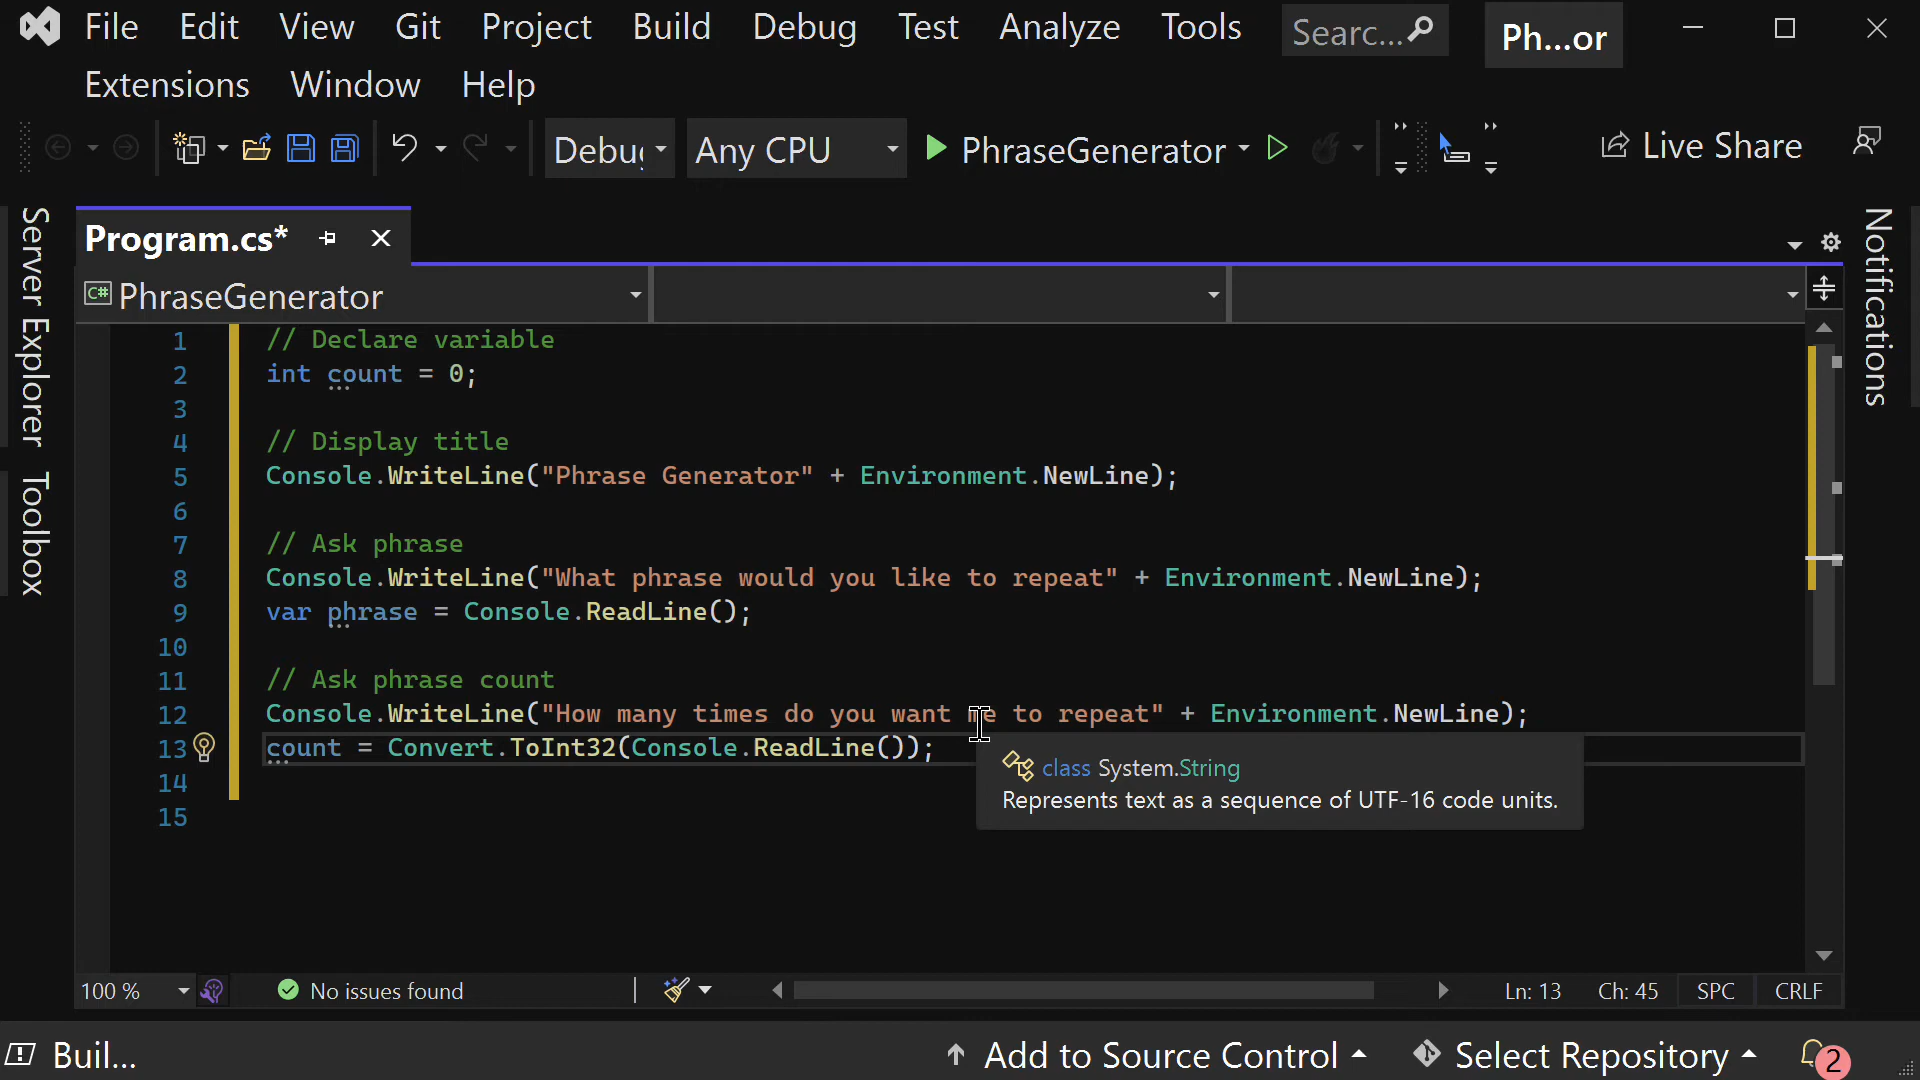 File Edit View Git Project Build Debug Test Analyze Tools Searc... Ph...or
Extensions Window Help
Debu Any CPU PhraseGenerator Live Share
Server Explorer
Toolbox
Notifications
Program.cs*
C# PhraseGenerator
1 // Declare variable
2 int count = 0;
3
4 // Display title
5 Console.WriteLine("Phrase Generator" + Environment.NewLine);
6
7 // Ask phrase
8 Console.WriteLine("What phrase would you like to repeat" + Environment.NewLine);
9 var phrase = Console.ReadLine();
10
11 // Ask phrase count
12 Console.WriteLine("How many times do you want me to repeat" + Environment.NewLine);
13 count = Convert.ToInt32(Console.ReadLine());
class System.String
14
Represents text as a sequence of UTF-16 code units.
15
100 % No issues found Ln: 13 Ch: 45 SPC CRLF
Buil... Add to Source Control Select Repository 2